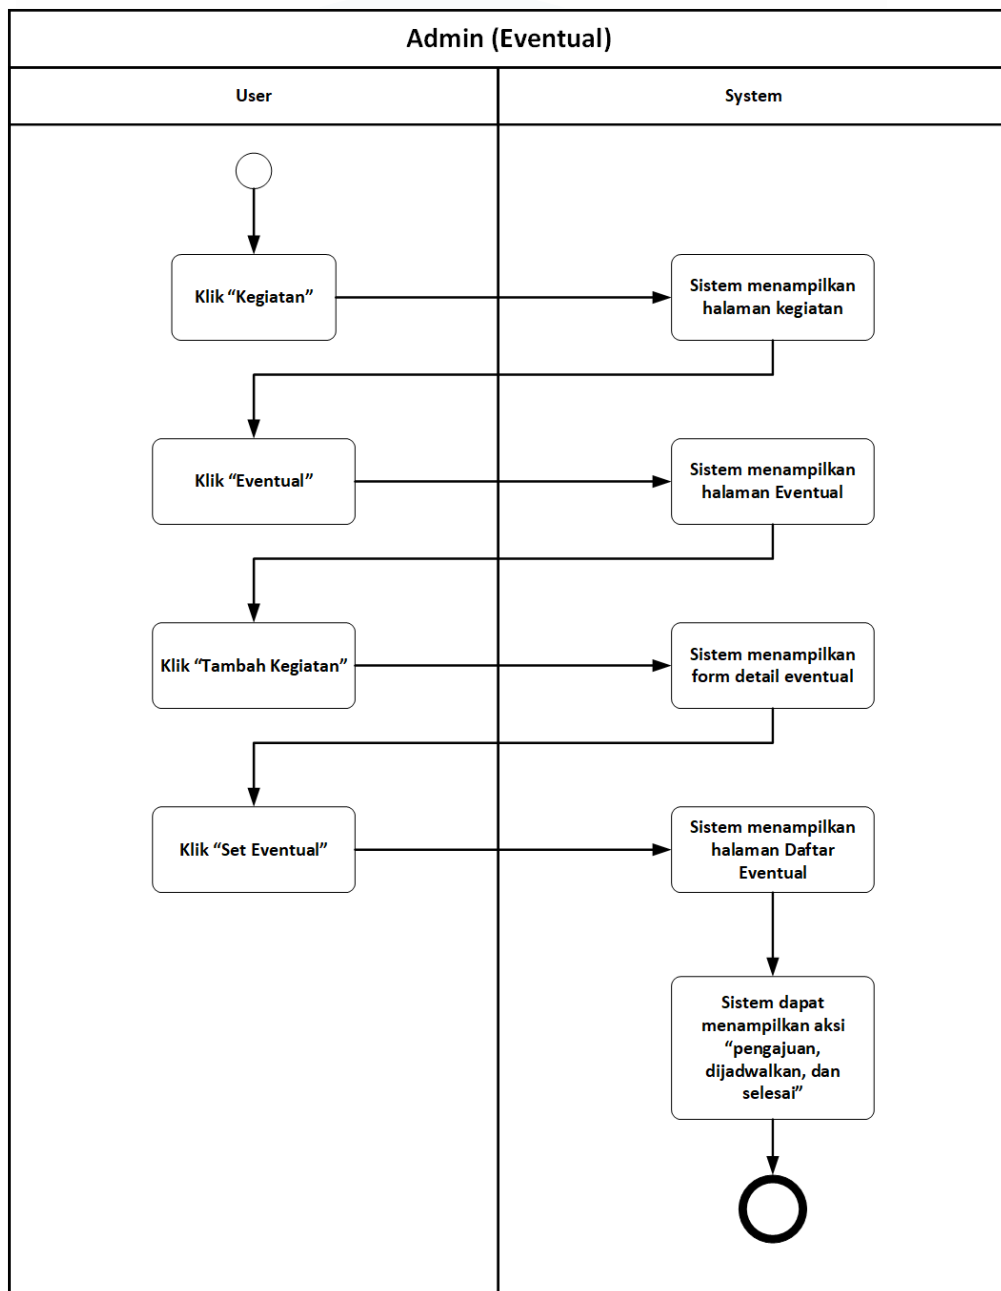 Admin (Eventual)
User
System
Klik “Kegiatan”
Sistem menampilkan
halaman kegiatan
Klik “Eventual”
Sistem menampilkan
halaman Eventual
Klik “Tambah Kegiatan”
Sistem menampilkan
form detail eventual
Klik “Set Eventual”
Sistem menampilkan
halaman Daftar
Eventual
Sistem dapat
menampilkan aksi
“pengajuan,
dijadwalkan, dan
selesai”